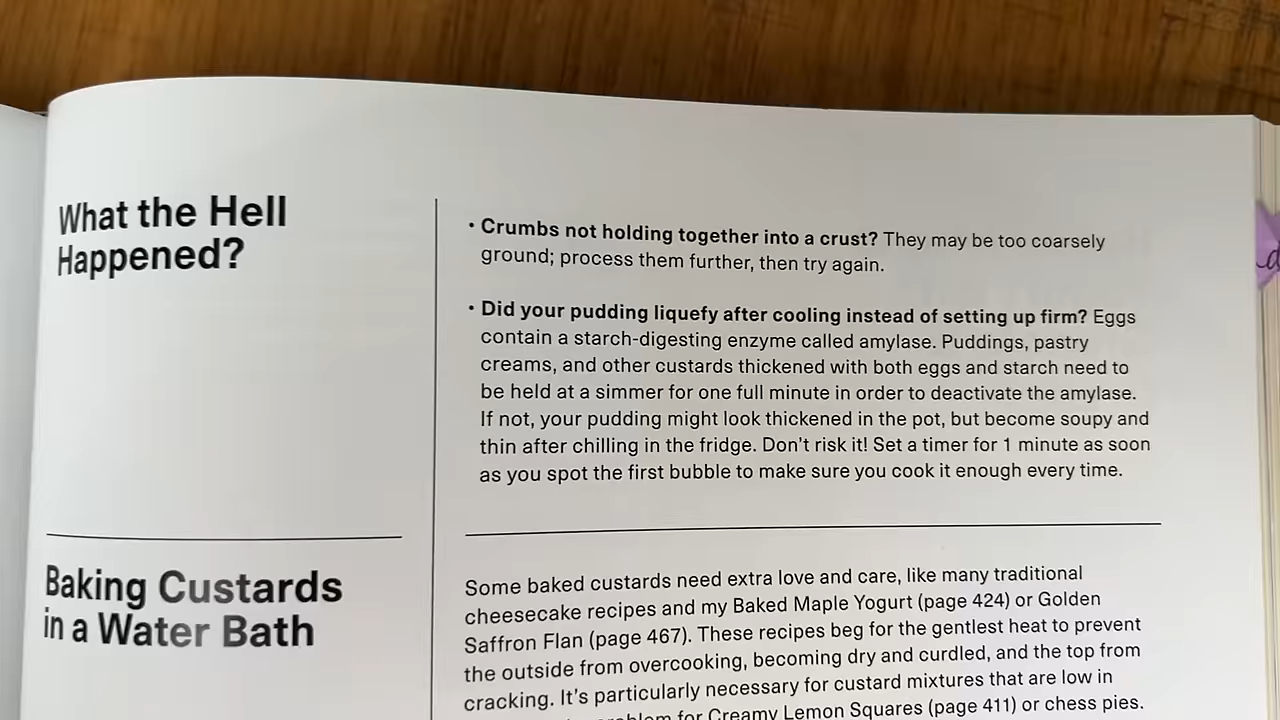 What the Hell
Happened?
• Crumbs not holding together into a crust? They may be too coarsely
ground; process them further, then try again.
• Did your pudding liquefy after cooling instead of setting up firm? Eggs
contain a starch-digesting enzyme called amylase. Puddings, pastry
creams, and other custards thickened with both eggs and starch need to
be held at a simmer for one full minute in order to deactivate the amylase.
If not, your pudding might look thickened in the pot, but become soupy and
thin after chilling in the fridge. Don't risk it! Set a timer for 1 minute as soon
as you spot the first bubble to make sure you cook it enough every time.
Baking Custards
in a Water Bath
Some baked custards need extra love and care, like many traditional
cheesecake recipes and my Baked Maple Yogurt (page 424) or Golden
Saffron Flan (page 467). These recipes beg for the gentlest heat to prevent
the outside from overcooking, becoming dry and curdled, and the top from
cracking. It's particularly necessary for custard mixtures that are low in
problem for Creamy Lemon Squares (page 411) or chess pies.